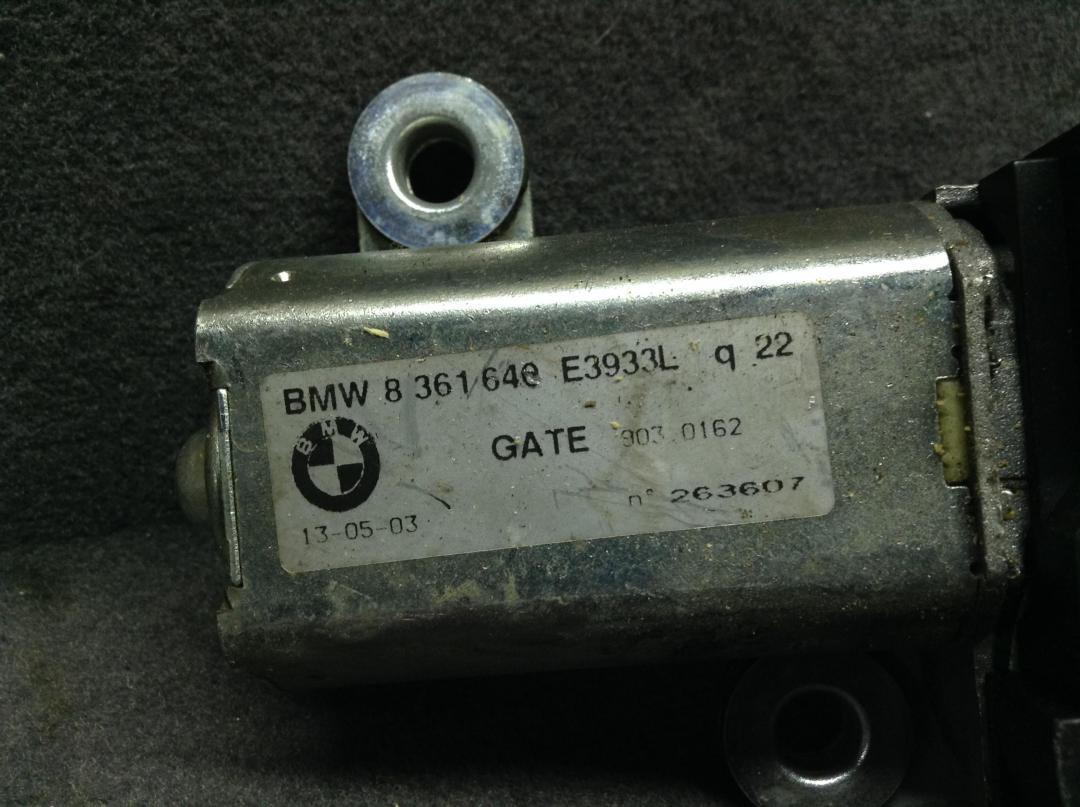 BMW 8 361 640 E3933L q 22
BMW
GATE 903 0162
n° 263607
13-05-03